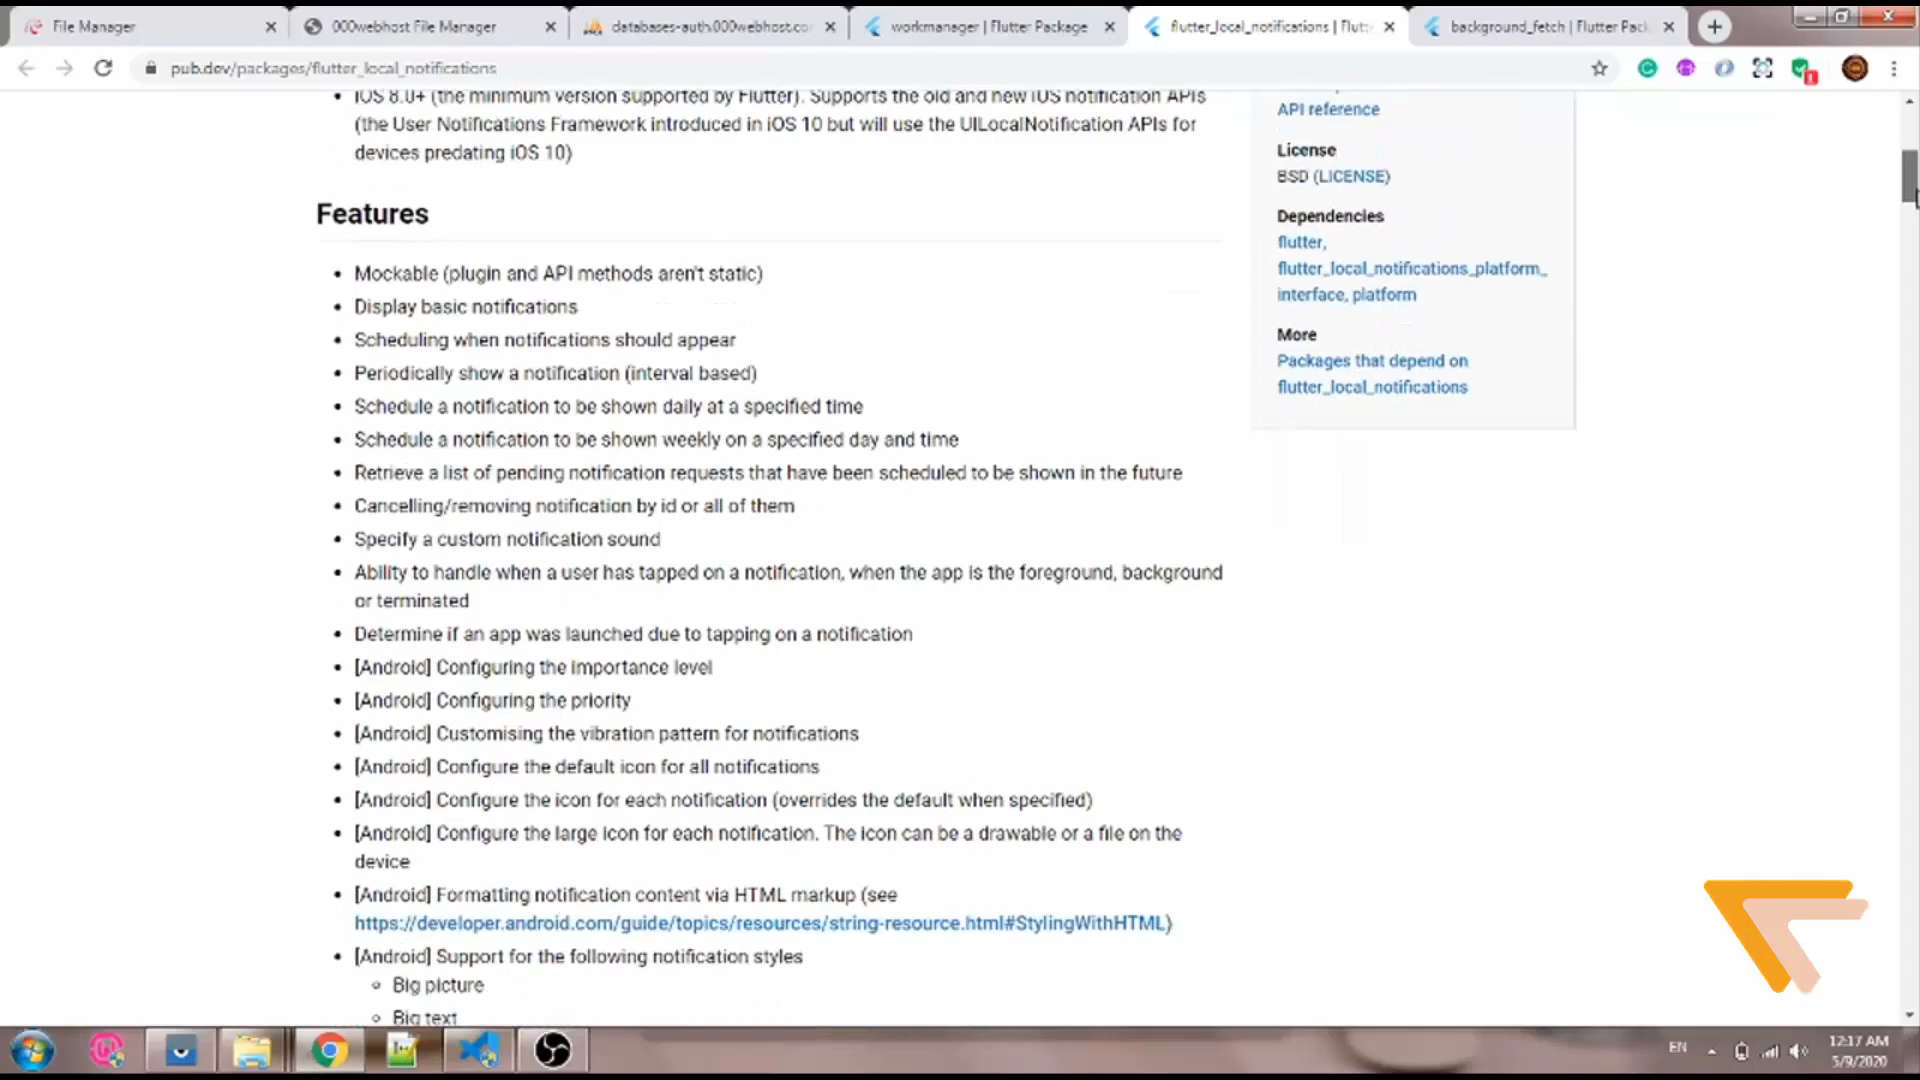 File Manager
000webhost File Manager
databases-auth.000webhost.co
workmanager | Flutter Package
flutter_local_notifications | Flutt
background_fetch | Flutter Pack
pub.dev/packages/flutter_local_notifications
iOS 8.0+ (the minimum version supported by Flutter). Supports the old and new iOS notification APIs
(the User Notifications Framework introduced in iOS 10 but will use the UILocalNotification APIs for
devices predating iOS 10)
Features
Mockable (plugin and API methods aren't static)
Display basic notifications
Scheduling when notifications should appear
Periodically show a notification (interval based)
Schedule a notification to be shown daily at a specified time
Schedule a notification to be shown weekly on a specified day and time
Retrieve a list of pending notification requests that have been scheduled to be shown in the future
Cancelling/removing notification by id or all of them
Specify a custom notification sound
Ability to handle when a user has tapped on a notification, when the app is the foreground, background
or terminated
Determine if an app was launched due to tapping on a notification
[Android] Configuring the importance level
[Android] Configuring the priority
[Android] Customising the vibration pattern for notifications
[Android] Configure the default icon for all notifications
[Android] Configure the icon for each notification (overrides the default when specified)
[Android] Configure the large icon for each notification. The icon can be a drawable or a file on the
device
[Android] Formatting notification content via HTML markup (see
https://developer.android.com/guide/topics/resources/string-resource.html#StylingWithHTML)
[Android] Support for the following notification styles
Big picture
Big text
API reference
License
BSD (LICENSE)
Dependencies
flutter,
flutter_local_notifications_platform_
interface, platform
More
Packages that depend on
flutter_local_notifications
EN
12:17 AM
5/9/2020